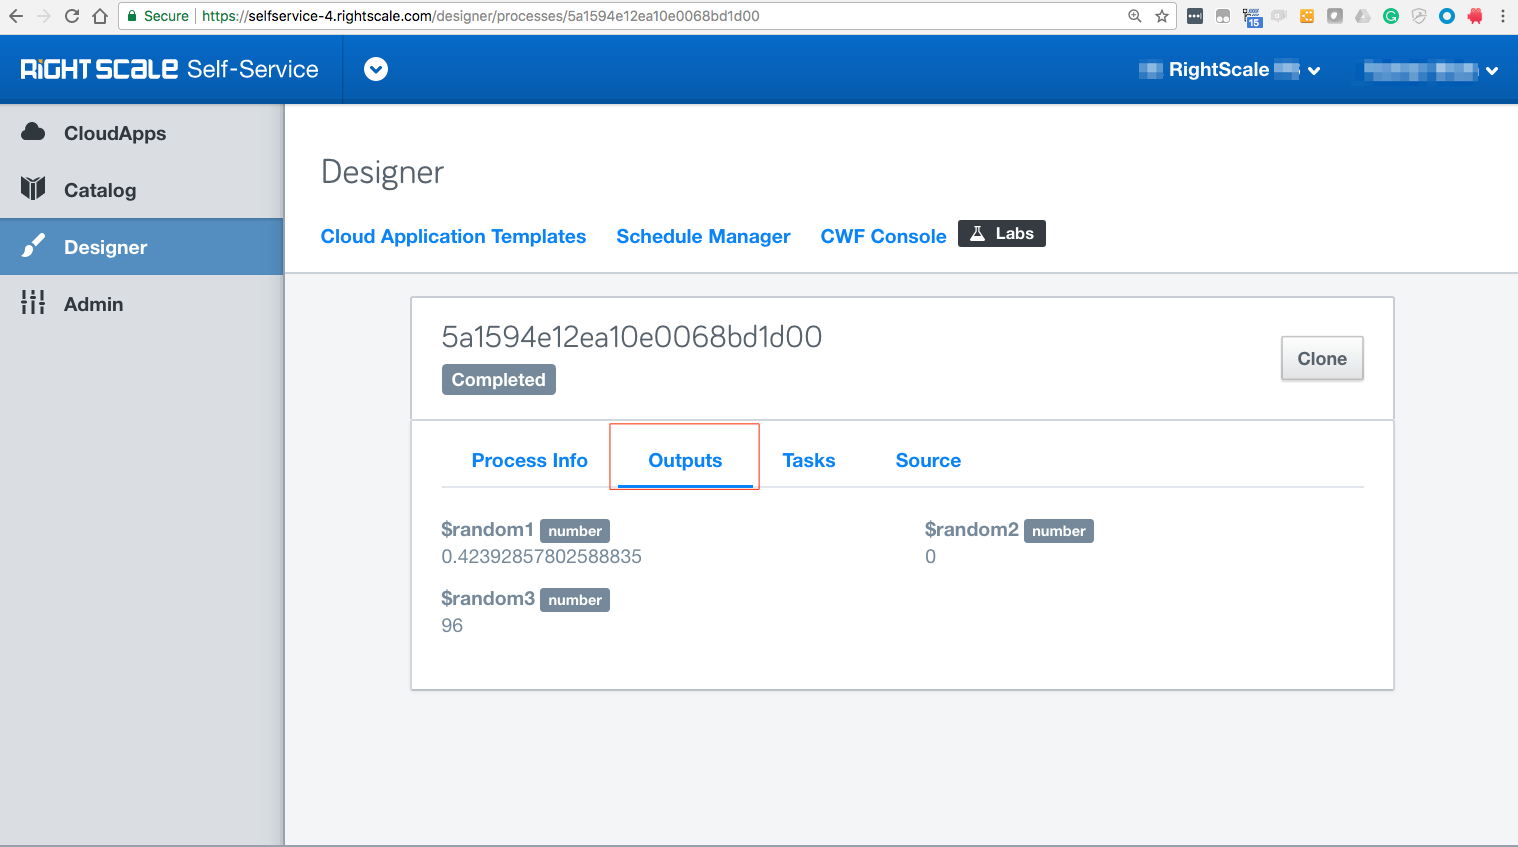 Secure https://selfservice-4.rightscale.com/designer/processes/5a1594e12ea10e0068bd1d00
15
RIGHTSCALE Self-Service
RightScale
CloudApps
Catalog
Designer
Admin
Designer
Cloud Application Templates Schedule Manager CWF Console Labs
5a1594e12ea10e0068bd1d00
Completed
Clone
Process Info Outputs Tasks Source
$random1 number $random2 number
0.42392857802588835 0
$random3 number
96